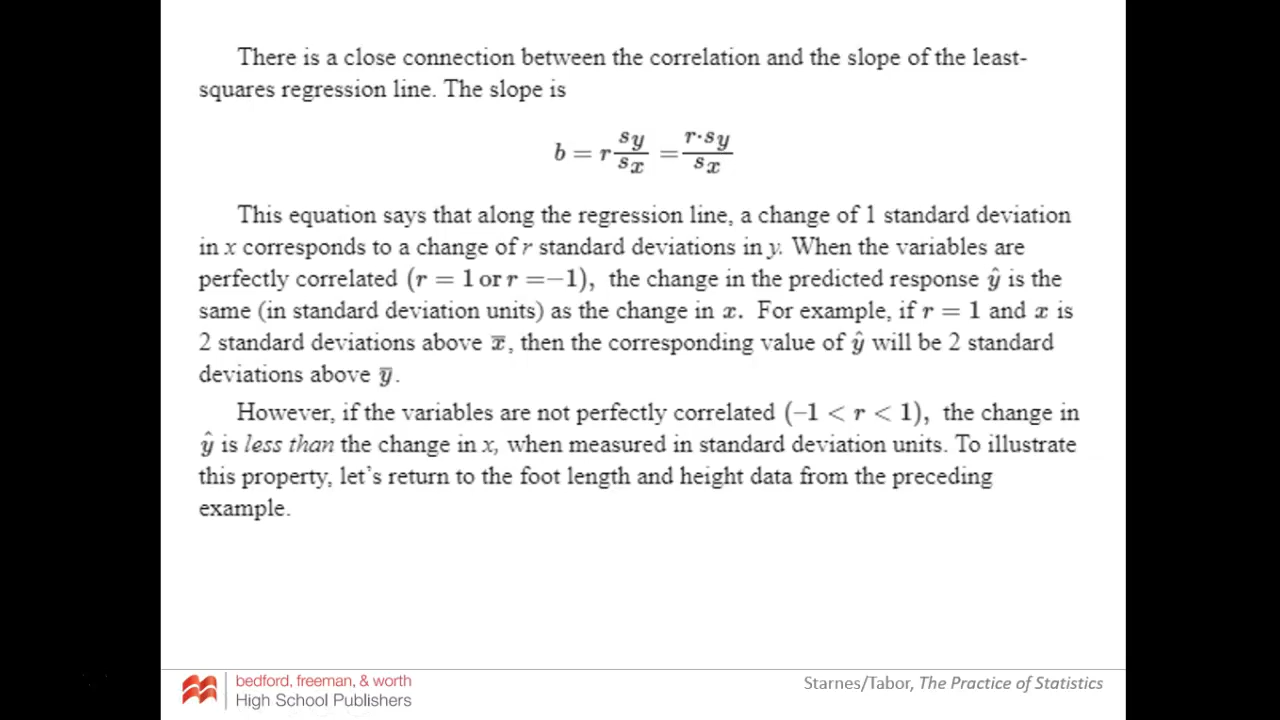 There is a close connection between the correlation and the slope of the least-
squares regression line. The slope is
b = r sy/sx = r·sy/sx
This equation says that along the regression line, a change of 1 standard deviation
in x corresponds to a change of r standard deviations in y. When the variables are
perfectly correlated (r = 1 or r =−1), the change in the predicted response ŷ is the
same (in standard deviation units) as the change in x. For example, if r = 1 and x is
2 standard deviations above x̅, then the corresponding value of ŷ will be 2 standard
deviations above y̅.
However, if the variables are not perfectly correlated (−1 < r < 1), the change in
ŷ is less than the change in x, when measured in standard deviation units. To illustrate
this property, let's return to the foot length and height data from the preceding
example.
bedford, freeman, & worth
High School Publishers
Starnes/Tabor, The Practice of Statistics